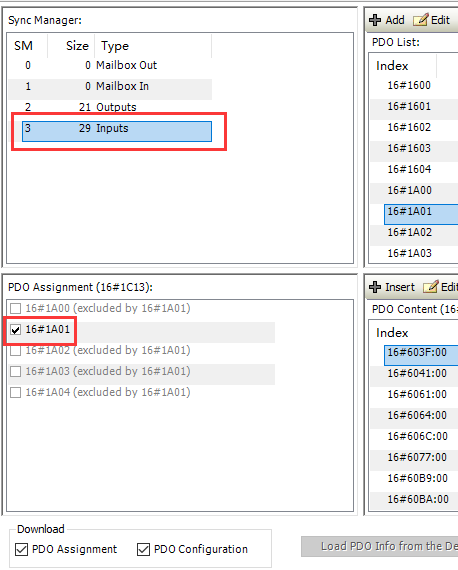 Sync Manager:
SM Size Type
0 0 Mailbox Out
1 0 Mailbox In
2 21 Outputs
3 29 Inputs
Add Edit
PDO List:
Index
16#1600
16#1601
16#1602
16#1603
16#1604
16#1A00
16#1A01
16#1A02
16#1A03
PDO Assignment (16#1C13):
16#1A00 (excluded by 16#1A01)
16#1A01
16#1A02 (excluded by 16#1A01)
16#1A03 (excluded by 16#1A01)
16#1A04 (excluded by 16#1A01)
Insert Edit
PDO Content (16#
Index
16#603F:00
16#6041:00
16#6061:00
16#6064:00
16#606C:00
16#6077:00
16#60B9:00
16#60BA:00
Download
PDO Assignment PDO Configuration
Load PDO Info from the De